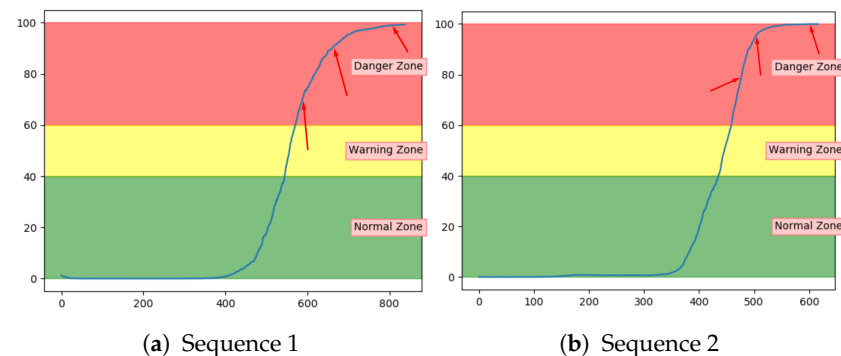 100
80
60
40
20
0
Danger Zone
Warning Zone
Normal Zone
0 200 400 600 800
(a) Sequence 1
100
80
60
40
20
0
Danger Zone
Warning Zone
Normal Zone
0 100 200 300 400 500 600
(b) Sequence 2